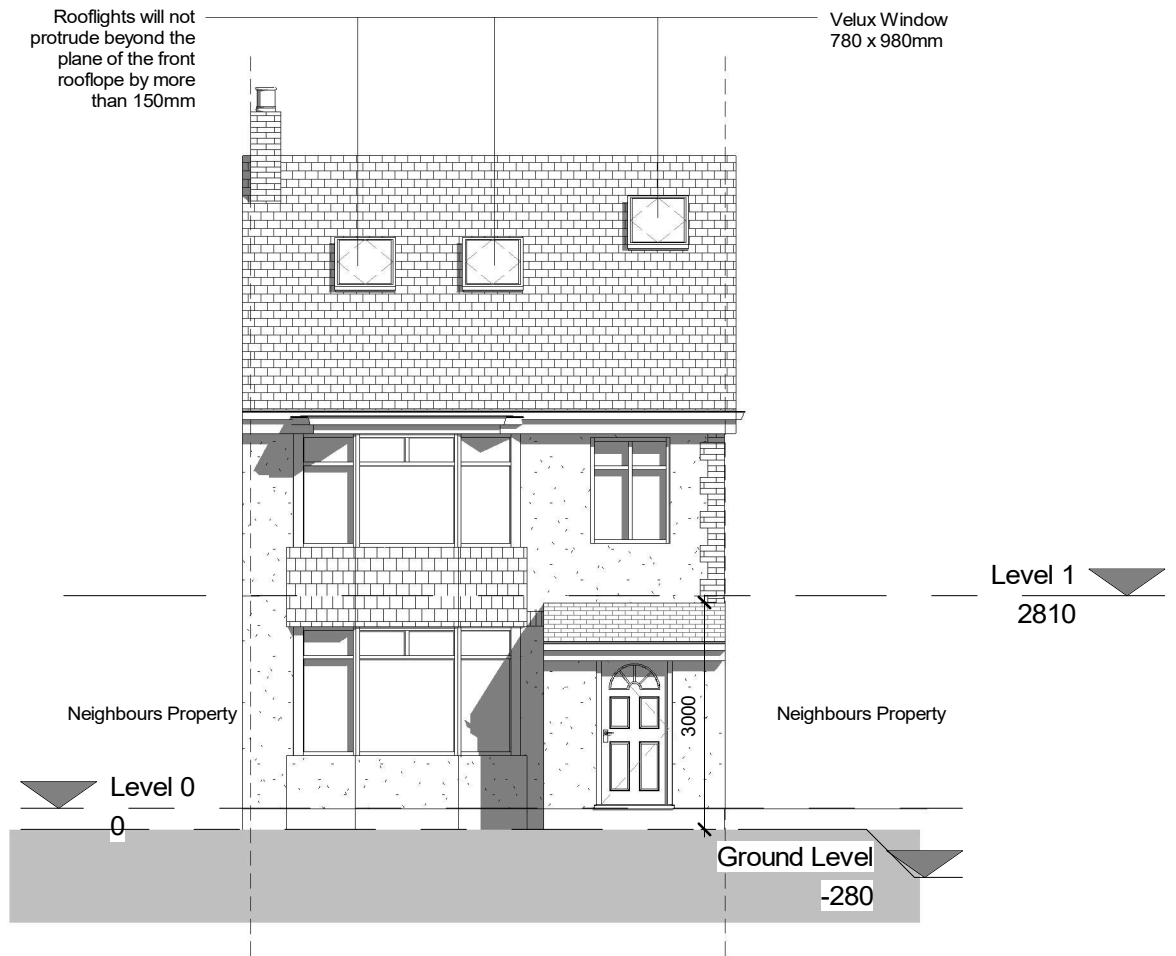 Rooflights will not
protrude beyond the
plane of the front
rooflope by more
than 150mm
Velux Window
780 x 980mm
Level 1
2810
3000
Neighbours Property
Neighbours Property
Level 0
0
Ground Level
-280